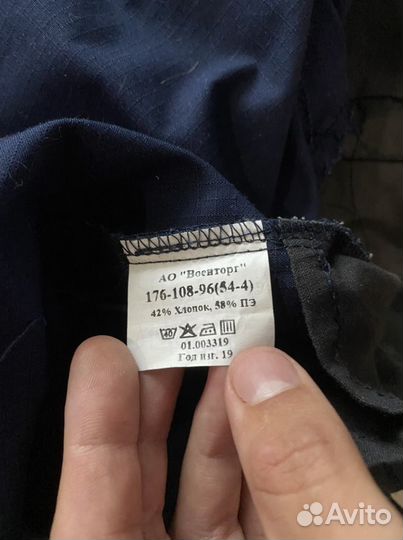 АО "Военторг"
176-108-96(54-4)
42% Хлопок, 58% ПЭ
01.003319
Год изг. 19
Avito